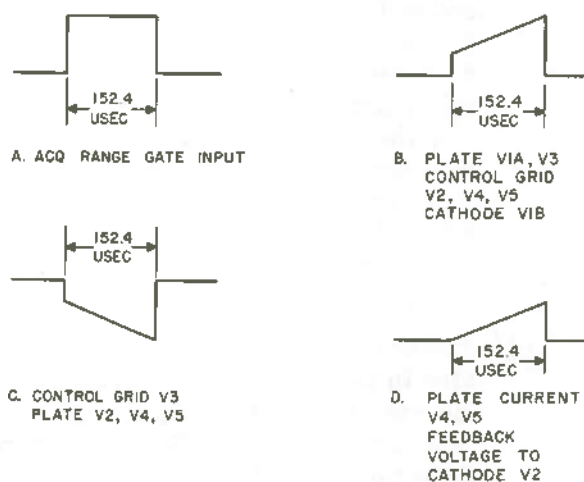 152.4
USEC
A. ACQ RANGE GATE INPUT
152.4
USEC
B. PLATE V1A, V3
CONTROL GRID
V2, V4, V5
CATHODE V1B
152.4
USEC
C. CONTROL GRID V3
PLATE V2, V4, V5
152.4
USEC
D. PLATE CURRENT
V4, V5
FEEDBACK
VOLTAGE TO
CATHODE V2